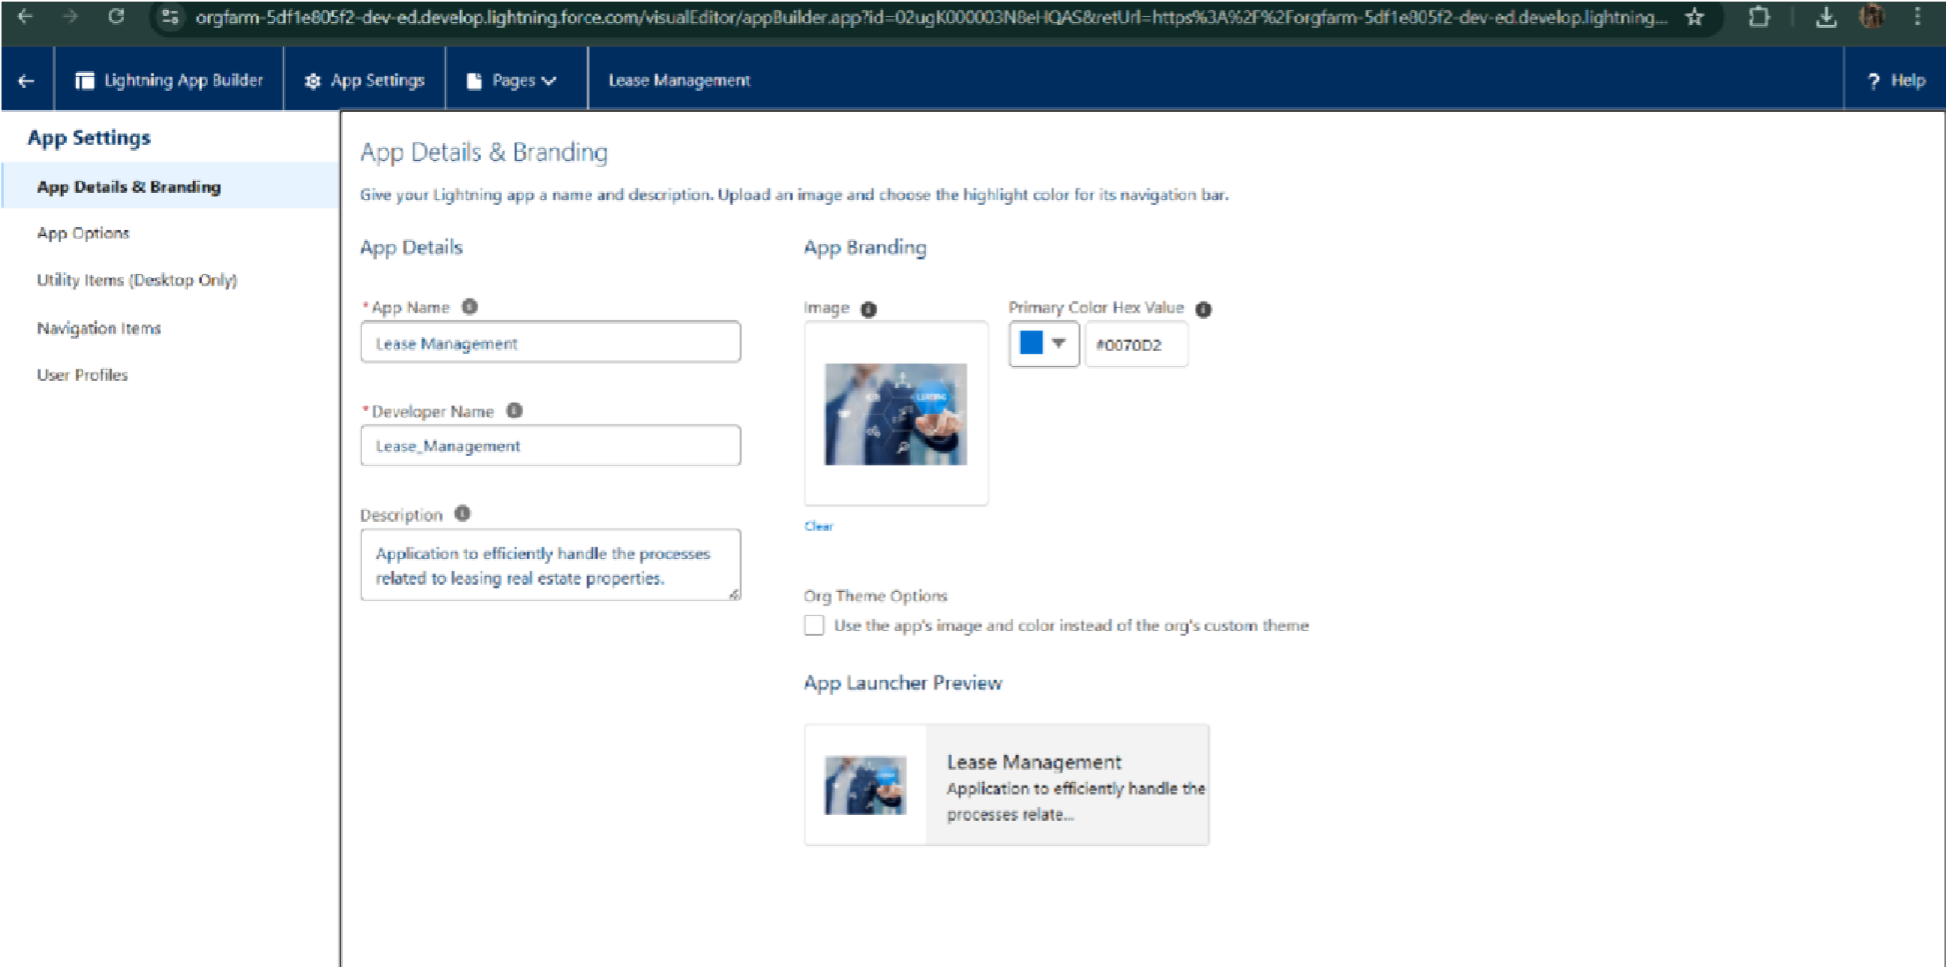 orgfarm-5df1e805f2-dev-ed.develop.lightning.force.com/visualEditor/appBuilder.app?id=02ugK000003N8eHQAS&retUrl=https%3A%2F%2Forgfarm-5df1e805f2-dev-ed.develop.lightning...
Lightning App Builder
App Settings
Pages
Lease Management
? Help
App Settings
App Details & Branding
App Options
Utility Items (Desktop Only)
Navigation Items
User Profiles
App Details & Branding
Give your Lightning app a name and description. Upload an image and choose the highlight color for its navigation bar.
App Details
*App Name
Lease Management
*Developer Name
Lease_Management
Description
Application to efficiently handle the processes
related to leasing real estate properties.
App Branding
Image
Primary Color Hex Value
#0070D2
Clear
Org Theme Options
Use the app's image and color instead of the org's custom theme
App Launcher Preview
Lease Management
Application to efficiently handle the
processes relate...